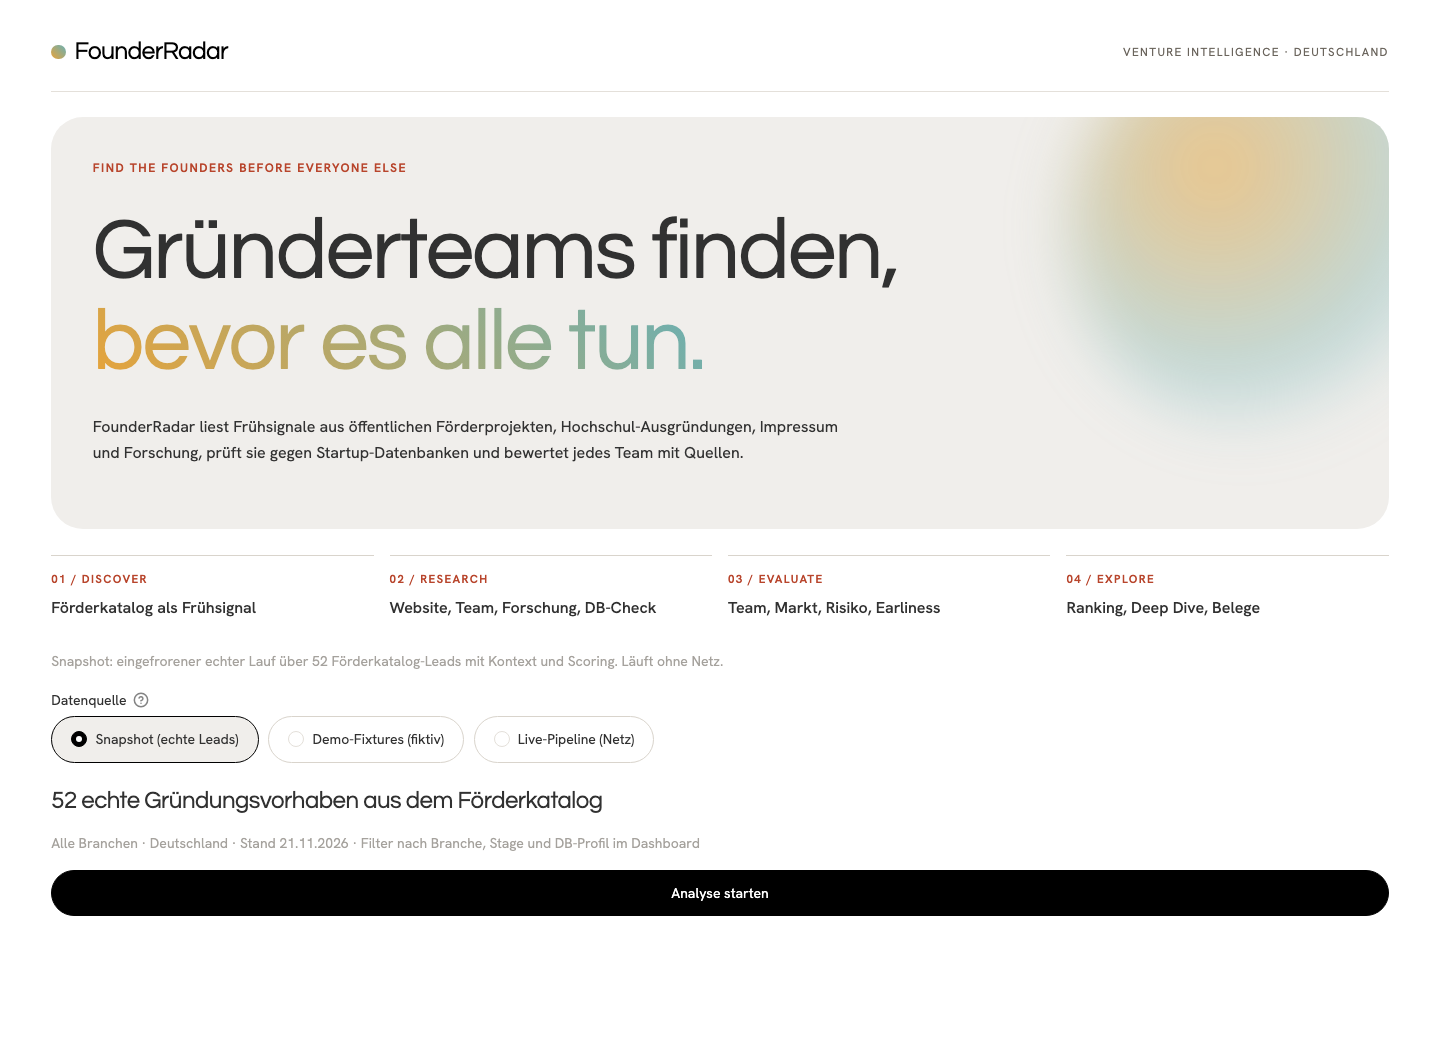 FounderRadar
VENTURE INTELLIGENCE · DEUTSCHLAND
FIND THE FOUNDERS BEFORE EVERYONE ELSE
Gründerteams finden,
bevor es alle tun.
FounderRadar liest Frühsignale aus öffentlichen Förderprojekten, Hochschul-Ausgründungen, Impressum
und Forschung, prüft sie gegen Startup-Datenbanken und bewertet jedes Team mit Quellen.
01 / DISCOVER
Förderkatalog als Frühsignal
02 / RESEARCH
Website, Team, Forschung, DB-Check
03 / EVALUATE
Team, Markt, Risiko, Earliness
04 / EXPLORE
Ranking, Deep Dive, Belege
Snapshot: eingefrorener echter Lauf über 52 Förderkatalog-Leads mit Kontext und Scoring. Läuft ohne Netz.
Datenquelle ?
Snapshot (echte Leads)
Demo-Fixtures (fiktiv)
Live-Pipeline (Netz)
52 echte Gründungsvorhaben aus dem Förderkatalog
Alle Branchen · Deutschland · Stand 21.11.2026 · Filter nach Branche, Stage und DB-Profil im Dashboard
Analyse starten